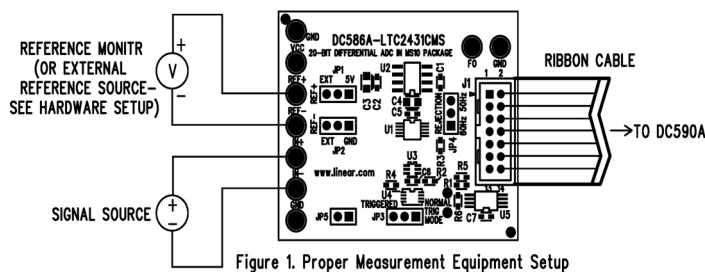 REFERENCE MONITR
(OR EXTERNAL
REFERENCE SOURCE-
SEE HARDWARE SETUP)
+
V
-
SIGNAL SOURCE
+
-
GND
VCC
REF+
REF-
IN+
GND
DC586A-LTC2431CMS
20-BIT DIFFERENTIAL ADC IN MS10 PACKAGE
JP1
EXT 5V
REF+
REF-
EXT GND
JP2
www.linear.com
U2
C1
C3
C2
C4
C5
U1
REJECTION
60Hz 50Hz
JP4
R3
U3
R4
C6
R2
U4
TRIGGERED
NORMAL
TRIG
MODE
JP5
JP3
R5
R1
R6
C7
U5
FO
GND
J1
1 2
RIBBON CABLE
TO DC590A
Figure 1. Proper Measurement Equipment Setup